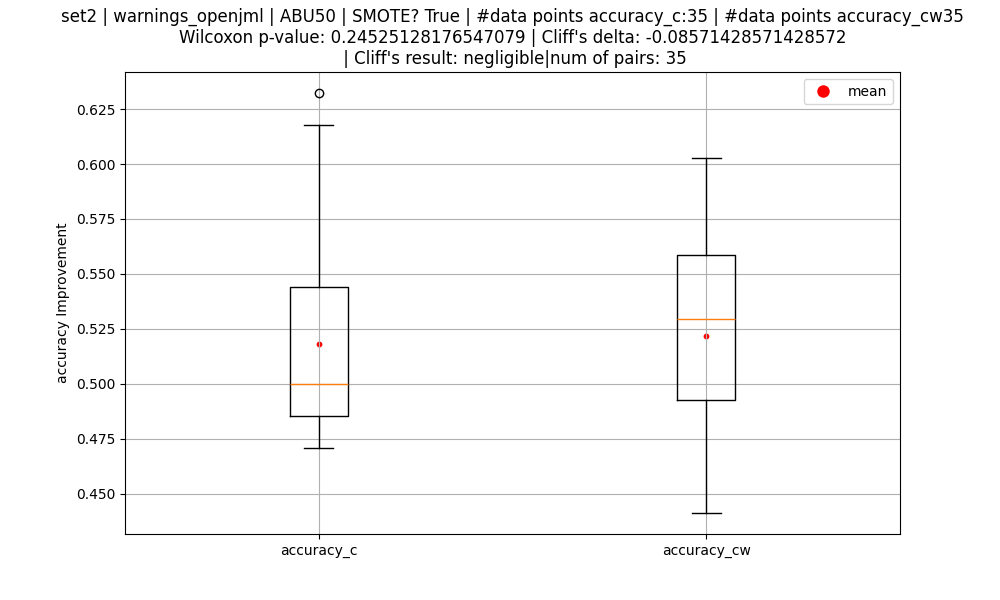 set2 | warnings_openjml | ABU50 | SMOTE? True | #data points accuracy_c:35 | #data points accuracy_cw35
Wilcoxon p-value: 0.24525128176547079 | Cliff's delta: -0.08571428571428572
| Cliff's result: negligible|num of pairs: 35
mean
accuracy Improvement
0.625
0.600
0.575
0.550
0.525
0.500
0.475
0.450
accuracy_c
accuracy_cw